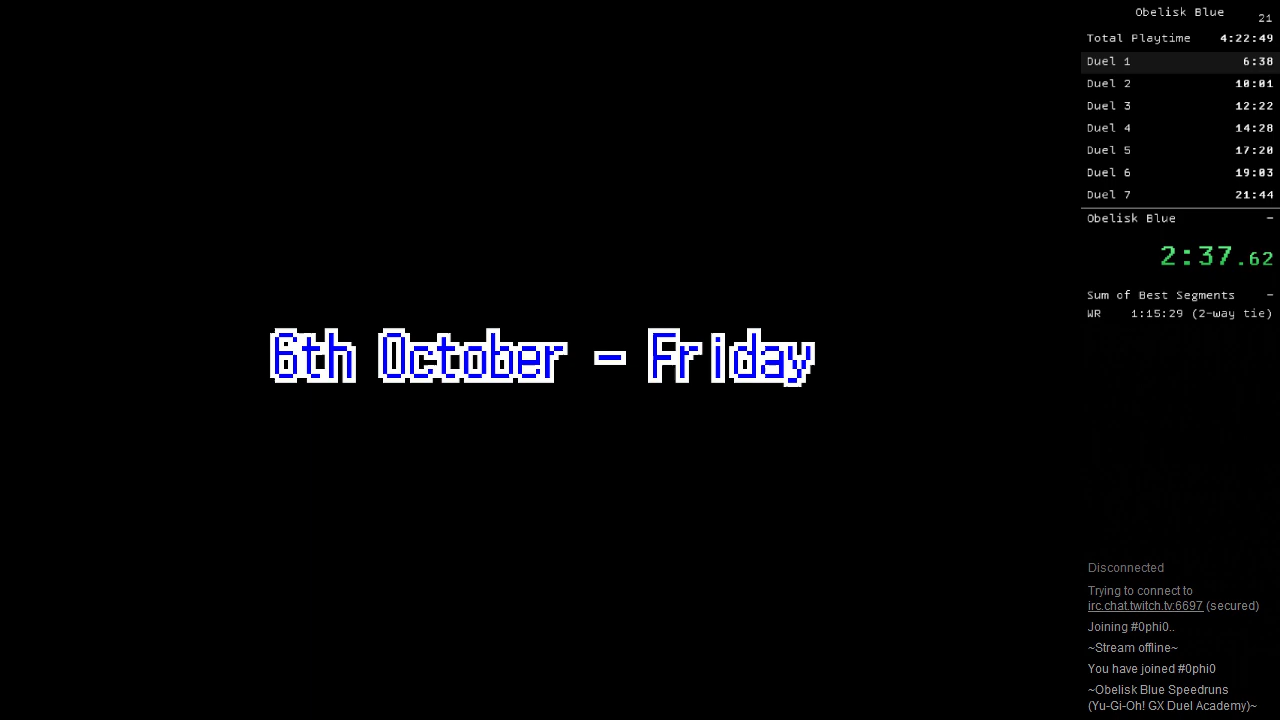 6th October - Friday
Obelisk Blue
21
Total Playtime 4:22:49
Duel 1 6:38
Duel 2 10:01
Duel 3 12:22
Duel 4 14:28
Duel 5 17:20
Duel 6 19:03
Duel 7 21:44
Obelisk Blue -
2:37.62
Sum of Best Segments -
WR 1:15:29 (2-way tie)
Disconnected
Trying to connect to
irc.chat.twitch.tv:6697 (secured)
Joining #0phi0..
~Stream offline~
You have joined #0phi0
~Obelisk Blue Speedruns
(Yu-Gi-Oh! GX Duel Academy)~